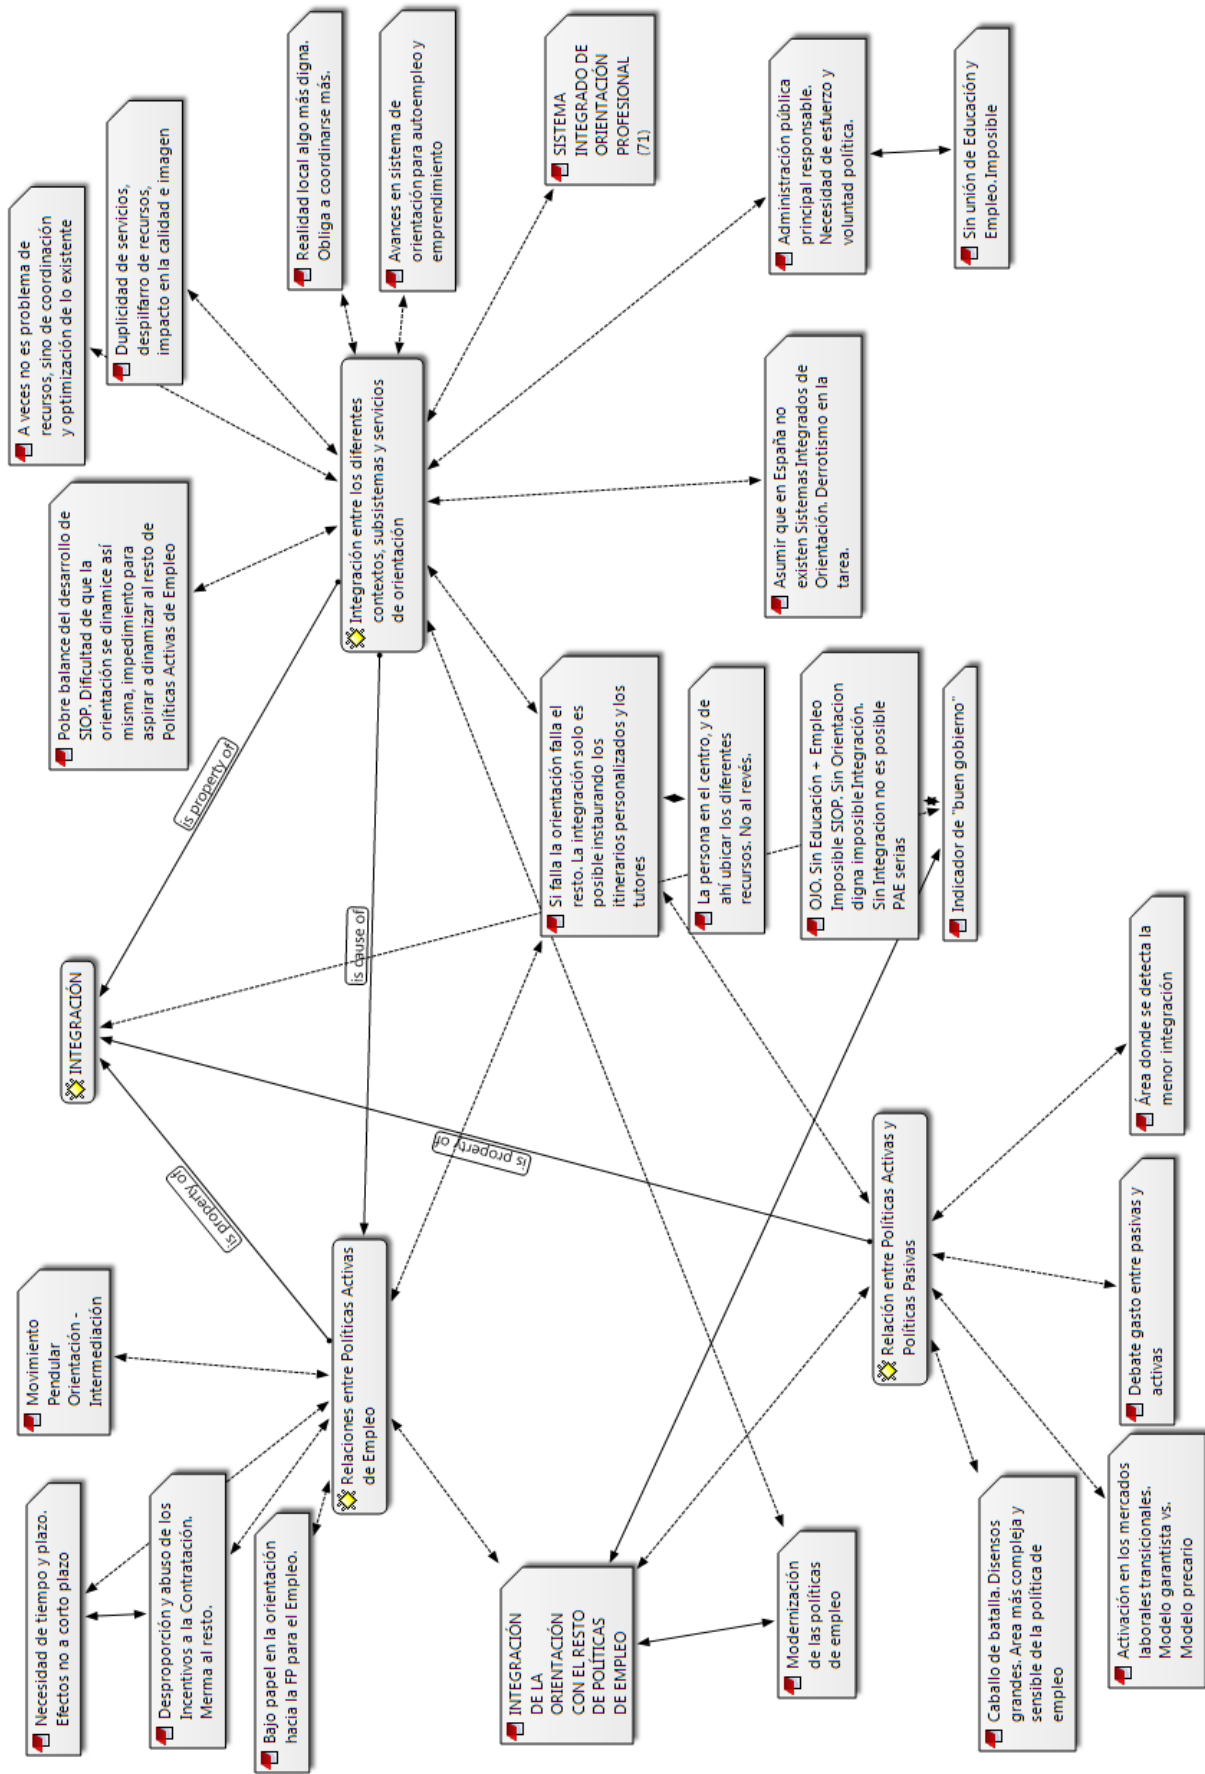 A veces no es problema de
recursos, sino de coordinación
y optimización de lo existente
Duplicidad de servicios,
despilfarro de recursos,
impacto en la calidad e imagen
Realidad local algo más digna.
Obliga a coordinarse más.
Avances en sistema de
orientación para autoempleo y
emprendimiento
SISTEMA
INTEGRADO DE
ORIENTACIÓN
PROFESIONAL
(71)
Administración pública
principal responsable.
Necesidad de esfuerzo y
voluntad política.
Sin unión de Educación y
Empleo.Imposible
Pobre balance del desarrollo de
SIOP. Dificultad de que la
orientación se dinamice así
misma, impedimento para
aspirar a dinamizar al resto de
Políticas Activas de Empleo
Integración entre los diferentes
contextos, subsistemas y servicios
de orientación
Asumir que en España no
existen Sistemas Integrados de
Orientación. Derrotismo en la
tarea.
is property of
is cause of
INTEGRACIÓN
Si falla la orientación falla el
resto. La integración solo es
posible instaurando los
itinerarios personalizados y los
tutores
La persona en el centro, y de
ahí ubicar los diferentes
recursos. No al revés.
OJO. Sin Educación + Empleo
Imposible SIOP. Sin Orientacion
digna imposible Integración.
Sin Integracion no es posible
PAE serias
Indicador de "buen gobierno"
is property of
is property of
Movimiento
Pendular
Orientación -
Intermediación
Relaciones entre Políticas Activas
de Empleo
Relación entre Políticas Activas y
Políticas Pasivas
Área donde se detecta la
menor integración
Debate gasto entre pasivas y
activas
Necesidad de tiempo y plazo.
Efectos no a corto plazo
Desproporción y abuso de los
Incentivos a la Contratación.
Merma al resto.
Bajo papel en la orientación
hacia la FP para el Empleo.
INTEGRACIÓN
DE LA
ORIENTACIÓN
CON EL RESTO
DE POLÍTICAS
DE EMPLEO
Modernización
de las políticas
de empleo
Caballo de batalla. Disensos
grandes. Area más compleja y
sensible de la política de
empleo
Activación en los mercados
laborales transicionales.
Modelo garantista vs.
Modelo precario